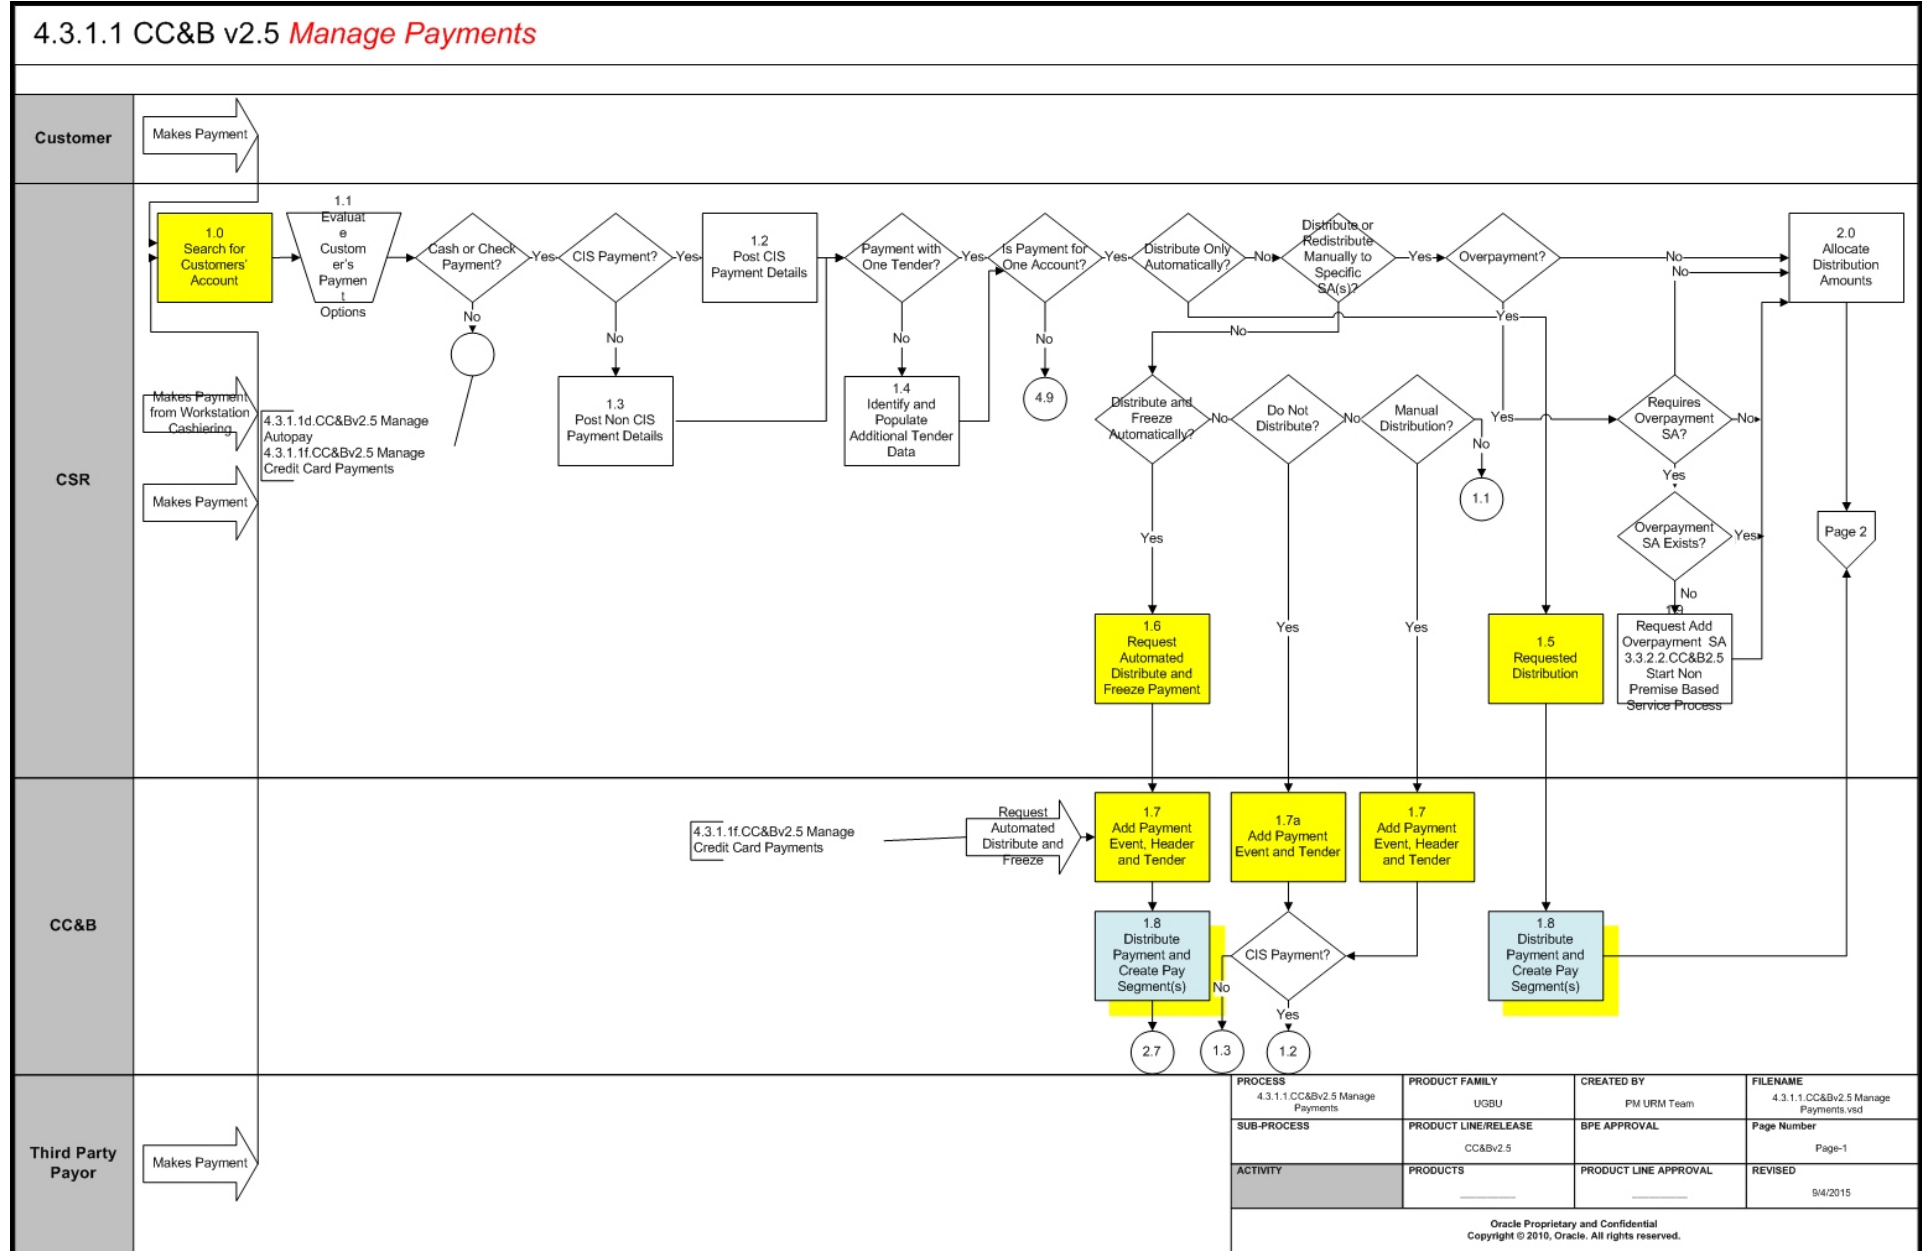 4.3.1.1 CC&B v2.5 Manage Payments
Customer
Makes Payment
CSR
1.0
Search for
Customers'
Account
1.1
Evaluat
e
Custom
er's
Paymen
t
Options
Cash or Check
Payment?
Yes
No
CIS Payment?
Yes
No
1.2
Post CIS
Payment Details
1.3
Post Non CIS
Payment Details
Payment with
One Tender?
Yes
No
1.4
Identify and
Populate
Additional Tender
Data
Is Payment for
One Account?
Yes
No
4.9
Distribute Only
Automatically?
No
Yes
Distribute or
Redistribute
Manually to
Specific
SA(s)?
Yes
No
Overpayment?
No
No
Yes
2.0
Allocate
Distribution
Amounts
Makes Payment
from Workstation
Cashiering
4.3.1.1d.CC&Bv2.5 Manage
Autopay
4.3.1.1f.CC&Bv2.5 Manage
Credit Card Payments
Makes Payment
Distribute and
Freeze
Automatically?
No
Yes
Do Not
Distribute?
No
Yes
Manual
Distribution?
No
Yes
1.1
Requires
Overpayment
SA?
No
Yes
Overpayment
SA Exists?
Yes
No
Page 2
1.6
Request
Automated
Distribute and
Freeze Payment
1.5
Requested
Distribution
1.9
Request Add
Overpayment SA
3.3.2.2.CC&B2.5
Start Non
Premise Based
Service Process
CC&B
4.3.1.1f.CC&Bv2.5 Manage
Credit Card Payments
Request
Automated
Distribute and
Freeze
1.7
Add Payment
Event, Header
and Tender
1.7a
Add Payment
Event and Tender
1.7
Add Payment
Event, Header
and Tender
1.8
Distribute
Payment and
Create Pay
Segment(s)
CIS Payment?
No
Yes
1.8
Distribute
Payment and
Create Pay
Segment(s)
2.7
1.3
1.2
Third Party
Payor
Makes Payment
PROCESS
4.3.1.1.CC&Bv2.5 Manage
Payments
PRODUCT FAMILY
UGBU
CREATED BY
PM URM Team
FILENAME
4.3.1.1.CC&Bv2.5 Manage
Payments.vsd
SUB-PROCESS
PRODUCT LINE/RELEASE
CC&Bv2.5
BPE APPROVAL
Page Number
Page-1
ACTIVITY
PRODUCTS
PRODUCT LINE APPROVAL
REVISED
9/4/2015
Oracle Proprietary and Confidential
Copyright © 2010, Oracle. All rights reserved.